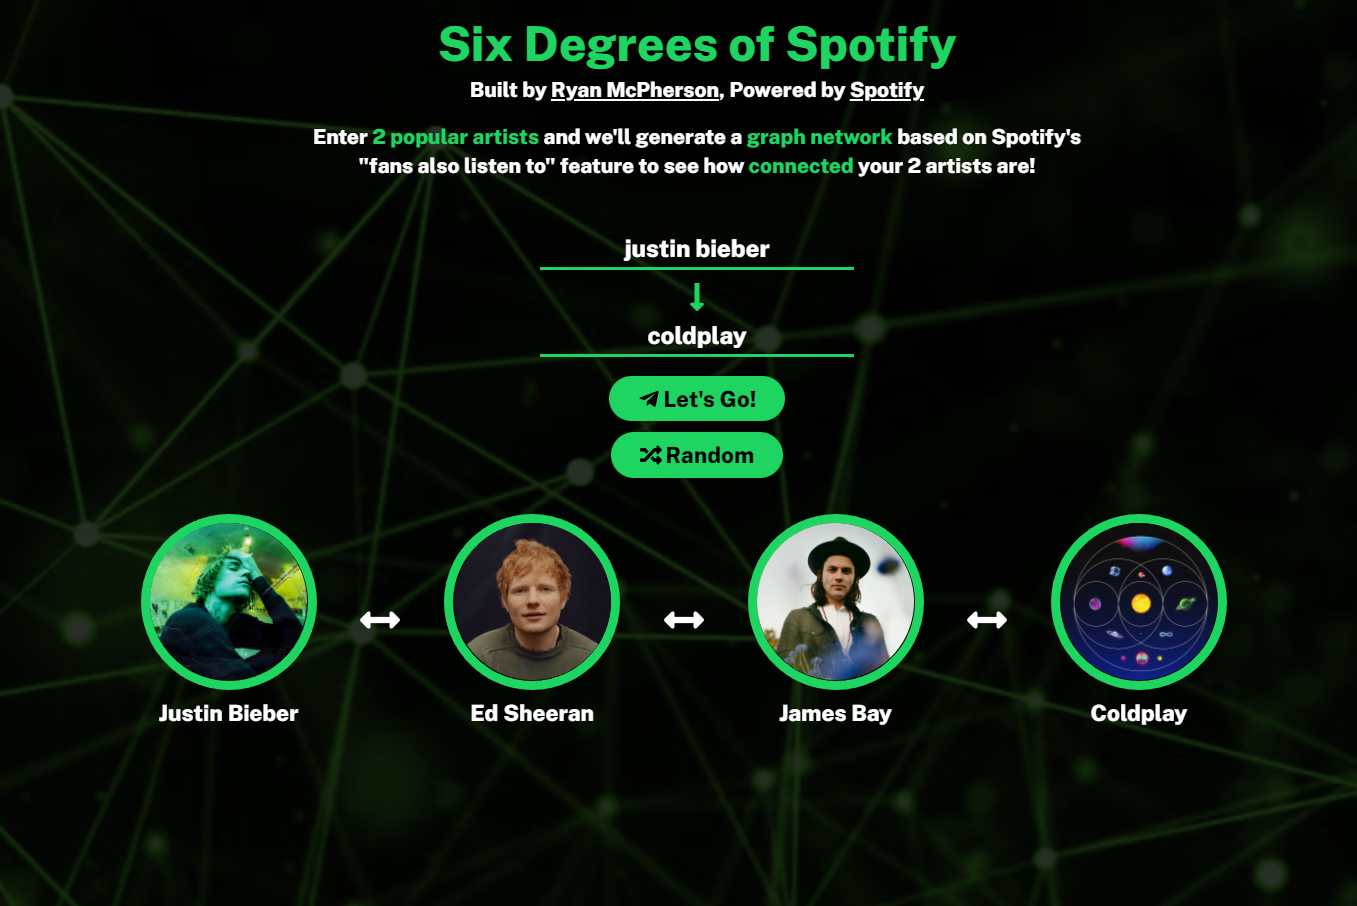 Six Degrees of Spotify
Built by Ryan McPherson, Powered by Spotify
Enter 2 popular artists and we'll generate a graph network based on Spotify's
"fans also listen to" feature to see how connected your 2 artists are!
justin bieber
coldplay
Let's Go!
Random
Justin Bieber
Ed Sheeran
James Bay
Coldplay